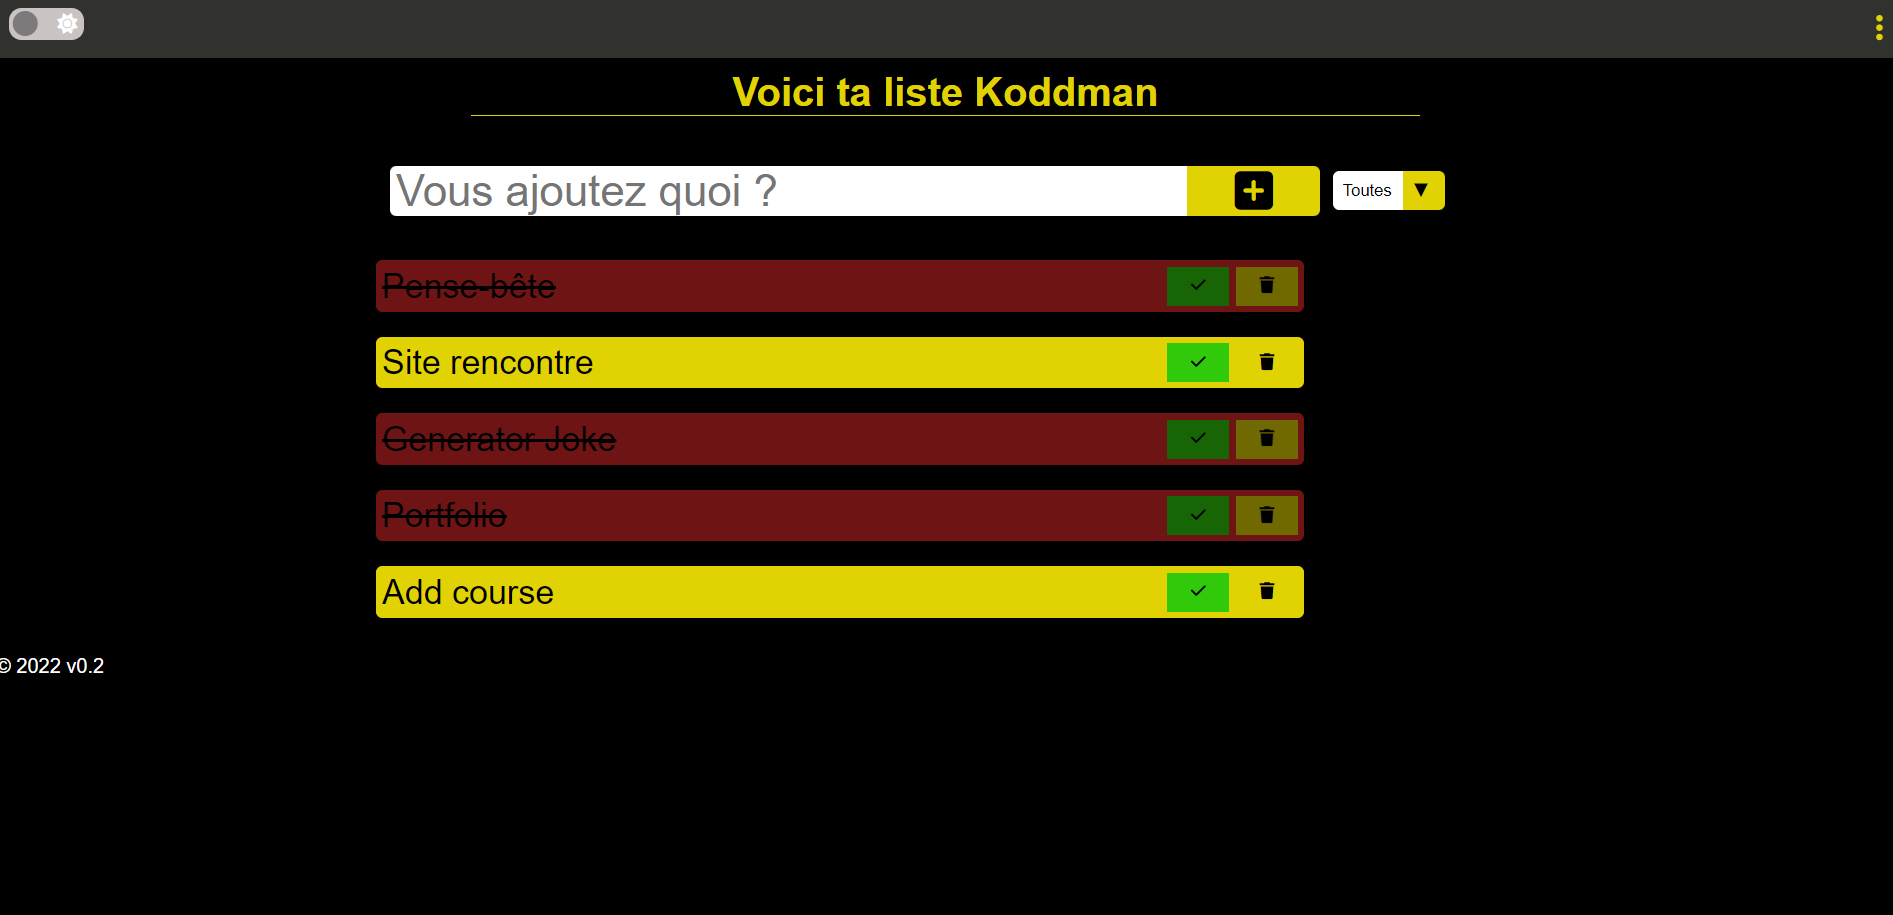 Voici ta liste Koddman
Vous ajoutez quoi ?
Toutes ▼
Pense-bête
Site rencontre
Generator Joke
Portfolio
Add course
© 2022 v0.2